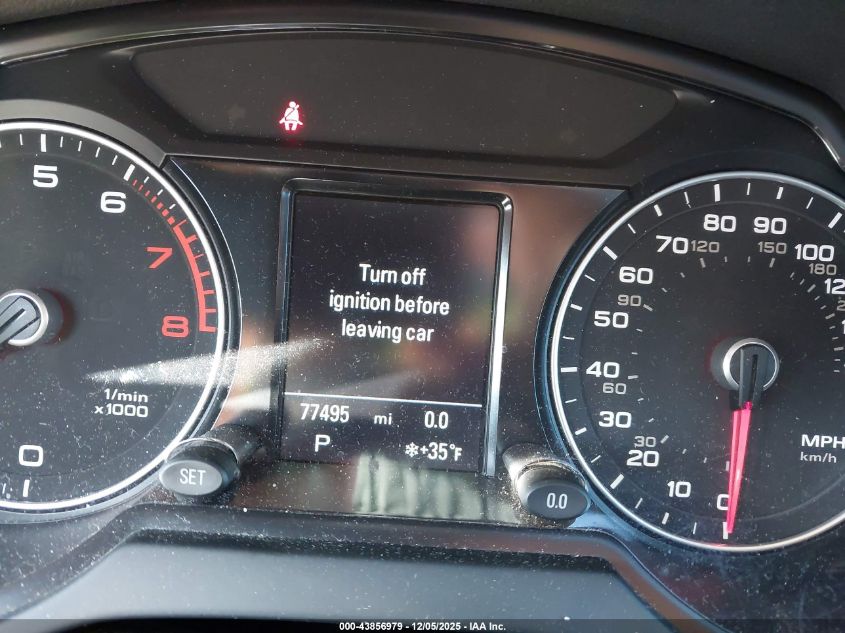 5
6
7
8
1/min
x1000
0
Turn off
ignition before
leaving car
77495 mi 0.0
P
❄+35°F
SET
0.0
0
10
20
30
30
40
50
60
60
70
80
90
90
100
120
150
180
MPH
km/h
000-43856979 - 12/05/2025 - IAA Inc.